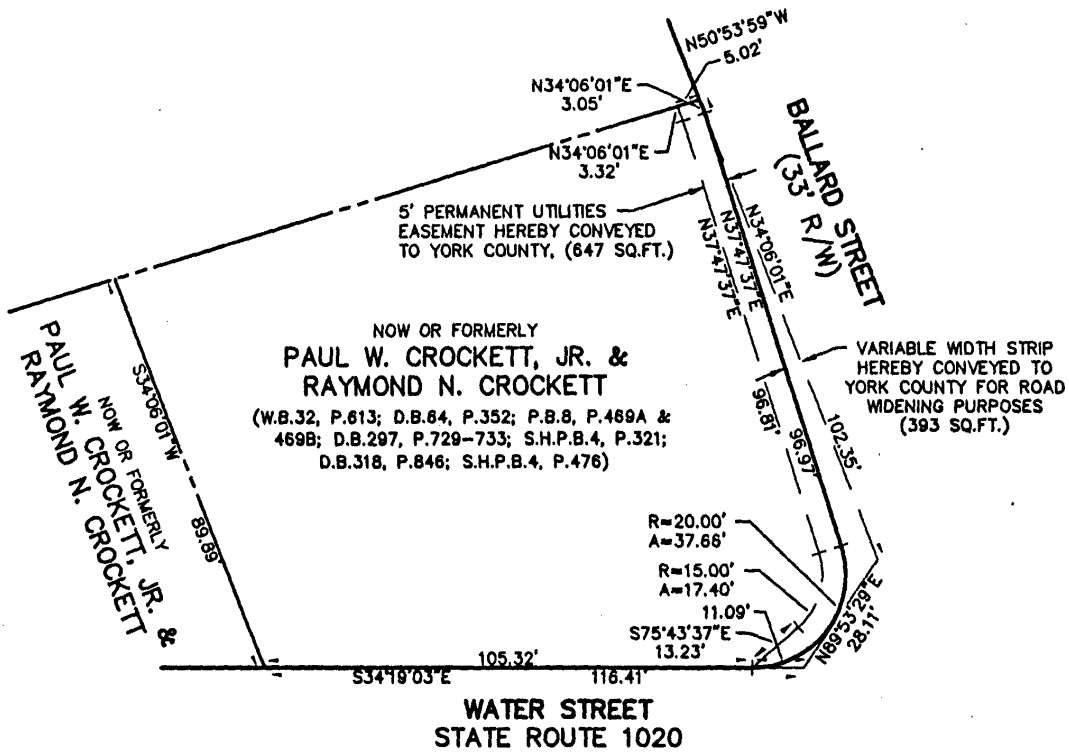 N50°53'59"W
5.02'
N34°06'01"E
3.05'
N34°06'01"E
3.32'
BALLARD STREET
(33' R/W)
5' PERMANENT UTILITIES
EASEMENT HEREBY CONVEYED
TO YORK COUNTY, (647 SQ.FT.)
N37°47'37"E
N37°47'37"E
N34°06'01"E
NOW OR FORMERLY
PAUL W. CROCKETT, JR. &
RAYMOND N. CROCKETT
(W.B.32, P.613; D.B.64, P.352; P.B.8, P.469A &
469B; D.B.297, P.729-733; S.H.P.B.4, P.321;
D.B.318, P.846; S.H.P.B.4, P.476)
VARIABLE WIDTH STRIP
HEREBY CONVEYED TO
YORK COUNTY FOR ROAD
WIDENING PURPOSES
(393 SQ.FT.)
NOW OR FORMERLY
PAUL W. CROCKETT, JR. &
RAYMOND N. CROCKETT
S34°06'01"W
89.89'
96.81'
96.97'
102.35'
R=20.00'
A=37.66'
R=15.00'
A=17.40'
11.09'
S75°43'37"E
13.23'
N89°53'29"E
28.11'
105.32'
S34°19'03"E
116.41'
WATER STREET
STATE ROUTE 1020